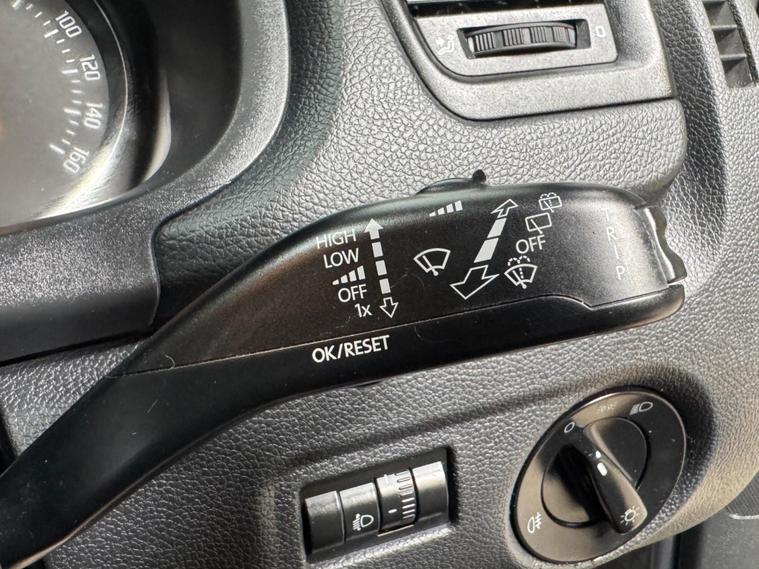 100
120
140
160
0
HIGH
LOW
OFF
1x
OFF
TRIP
OK/RESET